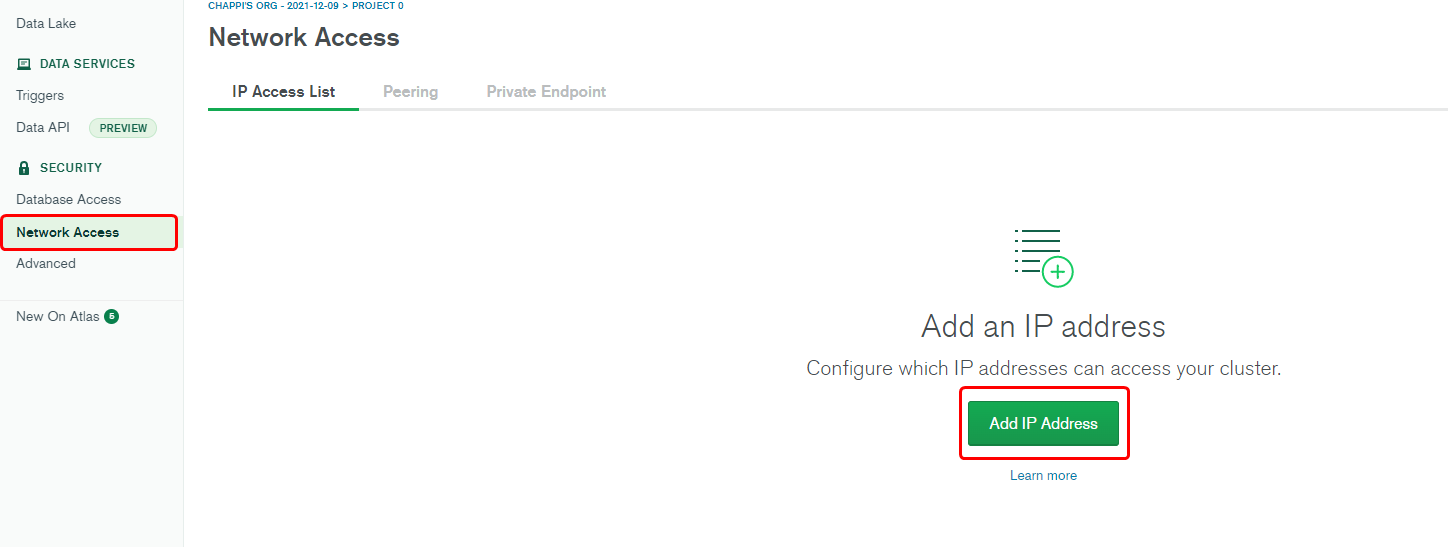 Data Lake
DATA SERVICES
Triggers
Data API PREVIEW
SECURITY
Database Access
Network Access
Advanced
New On Atlas 5
CHAPPI'S ORG - 2021-12-09 > PROJECT 0
Network Access
IP Access List Peering Private Endpoint
Add an IP address
Configure which IP addresses can access your cluster.
Add IP Address
Learn more